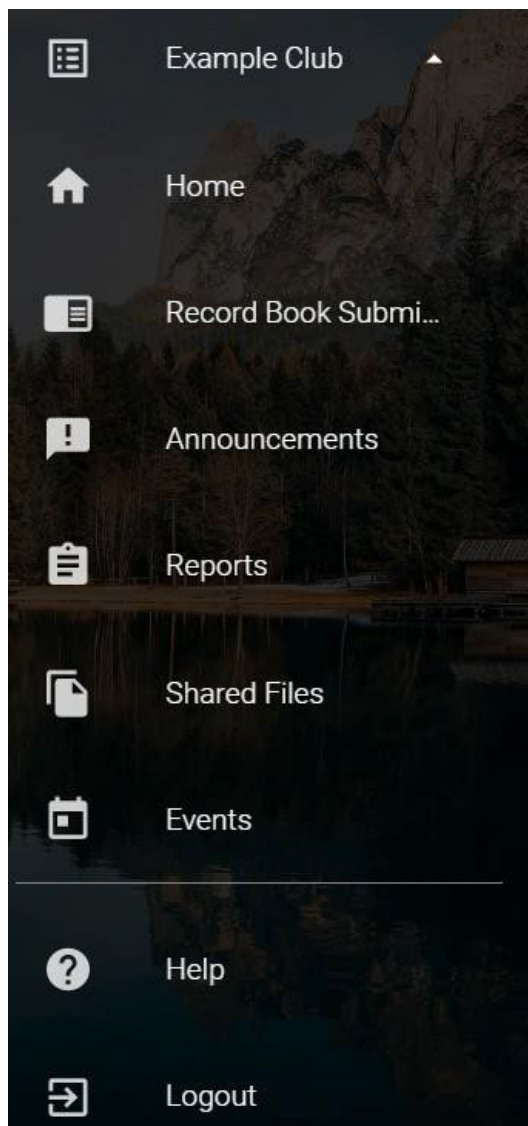 Example Club
Home
Record Book Submi...
Announcements
Reports
Shared Files
Events
Help
Logout